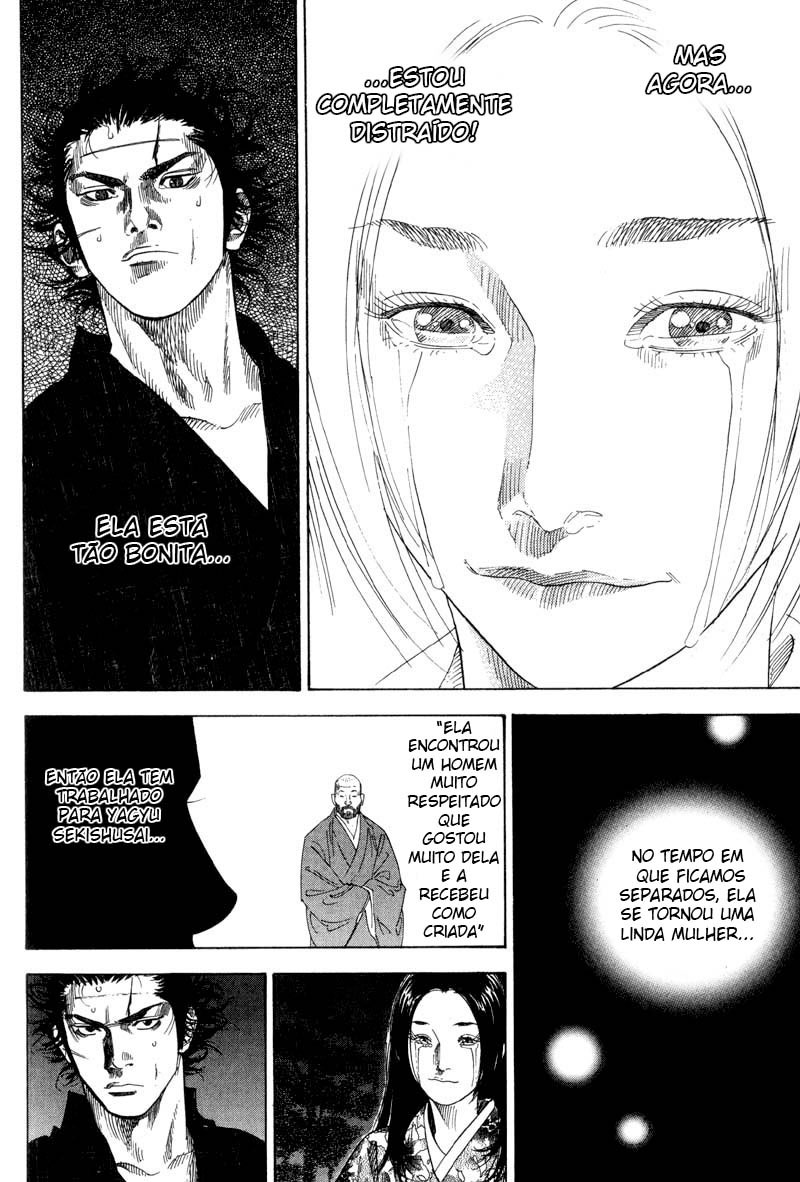 MAS
AGORA...
...ESTOU
COMPLETAMENTE
DISTRAÍDO!
ELA ESTÁ
TÃO BONITA...
NO TEMPO EM
QUE FICAMOS
SEPARADOS, ELA
SE TORNOU UMA
LINDA MULHER...
"ELA
ENCONTROU
UM HOMEM
MUITO
RESPEITADO
QUE
GOSTOU
MUITO DELA
E A
RECEBEU
COMO
CRIADA"
ENTÃO ELA TEM
TRABALHADO
PARA YAGYU
SEKISHUSAI...